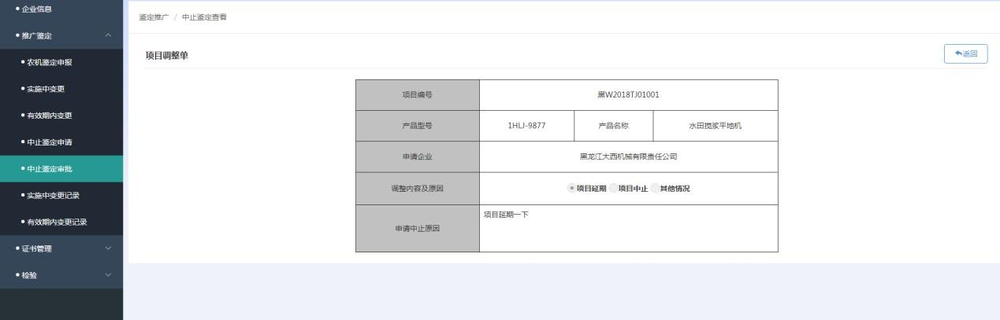 企业信息
推广鉴定
农机鉴定申报
实施中变更
有效期内变更
中止鉴定申请
中止鉴定审批
实施中变更记录
有效期内变更记录
证书管理
检验
鉴定推广 / 中止鉴定查看
项目调整单
返回
项目编号 黑W2018TJ01001
产品型号 1HLJ-9877 产品名称 水田搅浆平地机
申请企业 黑龙江大西机械有限责任公司
调整内容及原因 项目延期 项目中止 其他情况
申请中止原因 项目延期一下